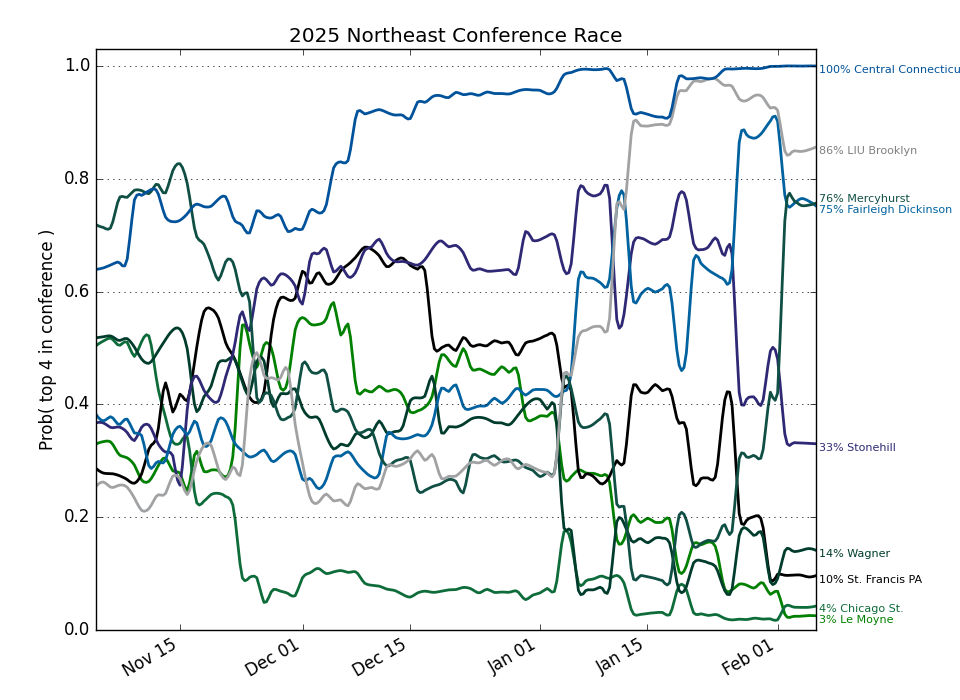 2025 Northeast Conference Race
Prob( top 4 in conference )
1.0
0.8
0.6
0.4
0.2
0.0
Nov 15
Dec 01
Dec 15
Jan 01
Jan 15
Feb 01
100% Central Connecticu
86% LIU Brooklyn
76% Mercyhurst
75% Fairleigh Dickinson
33% Stonehill
14% Wagner
10% St. Francis PA
4% Chicago St.
3% Le Moyne